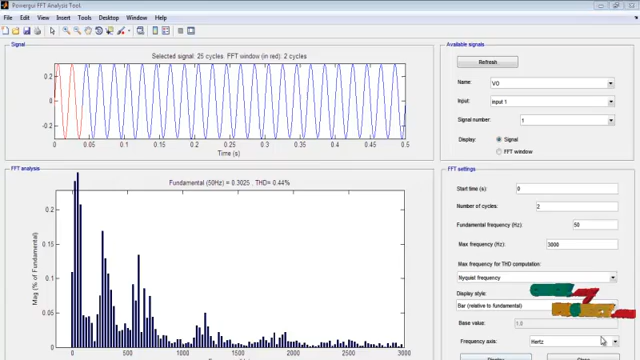 Powergui FFT Analysis Tool
File Edit View Insert Tools Desktop Window Help
Signal
Selected signal: 25 cycles. FFT window (in red): 2 cycles
0.2
0
-0.2
0 0.05 0.1 0.15 0.2 0.25 0.3 0.35 0.4 0.45 0.5
Time (s)
FFT analysis
Fundamental (50Hz) = 0.3025 , THD= 0.44%
Mag (% of Fundamental)
0.2
0.15
0.1
0.05
0
0 500 1000 1500 2000 2500 3000
Available signals
Refresh
Name: VO
Input: input 1
Signal number: 1
Display: Signal
FFT window
FFT settings
Start time (s): 0
Number of cycles: 2
Fundamental frequency (Hz): 50
Max frequency (Hz): 3000
Max frequency for THD computation:
Nyquist frequency
Display style:
Bar (relative to fundamental)
Base value: 1.0
Frequency axis: Hertz
Display Close